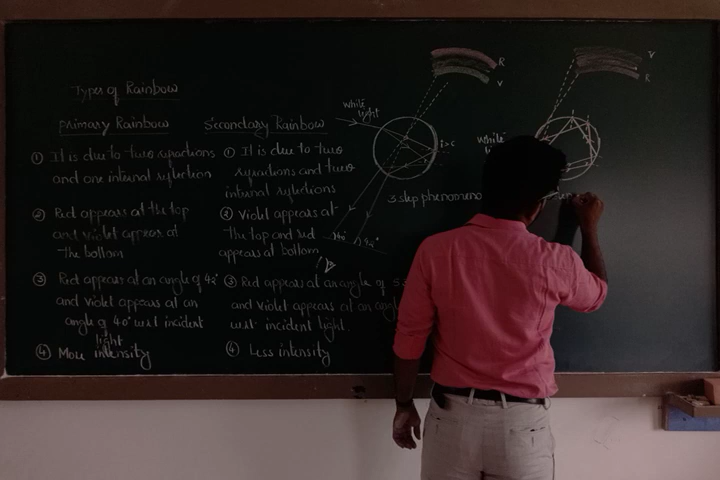 Types of Rainbow
Primary Rainbow
① It is due to two refractions
and one internal reflection
② Red appears at the top
and violet appear at
the bottom
③ Red appears at an angle of 42°
and violet appears at an
angle of 40° wrt incident
light
④ More intensity
Secondary Rainbow
① It is due to two
refractions and two
internal reflections
② Violet appears at
the top and red
appears at bottom
③ Red appears at an angle of
and violet appears at an
wrt incident light.
④ Less intensity
R
V
white
light
i>c
3 step
40°
42°
V
V
R
white